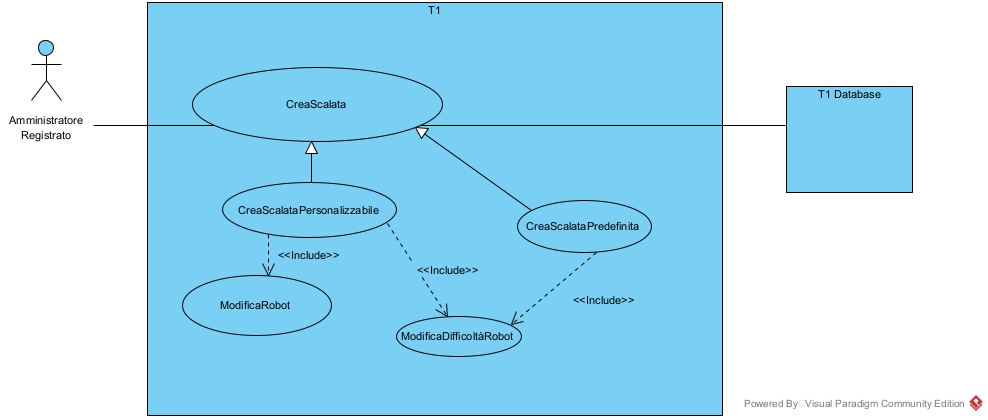 T1
CreaScalata
T1 Database
Amministratore
Registrato
CreaScalataPersonalizzabile
CreaScalataPredefinita
<<Include>>
<<Include>>
<<Include>>
ModificaRobot
ModificaDifficoltàRobot
Powered By Visual Paradigm Community Edition